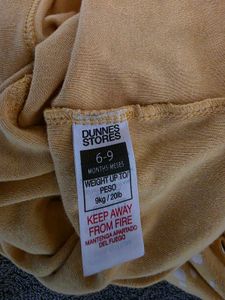 DUNNES
STORES
6-9
MONTHS/MESES
WEIGHT UP TO
PESO
9kg / 20lb
KEEP AWAY
FROM FIRE
MANTENGA APARTADO
DEL FUEGO